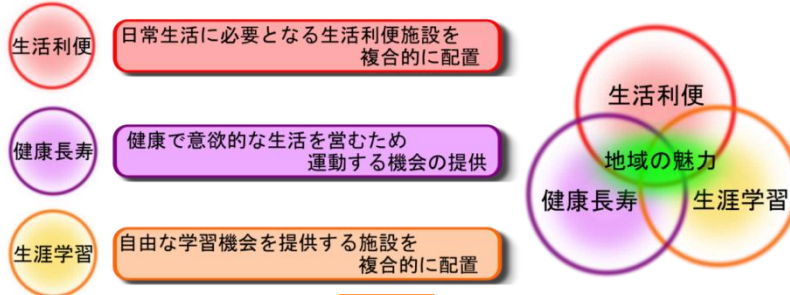 生活利便
日常生活に必要となる生活利便施設を
複合的に配置
健康長寿
健康で意欲的な生活を営むため
運動する機会の提供
生涯学習
自由な学習機会を提供する施設を
複合的に配置
生活利便
地域の魅力
健康長寿
生涯学習